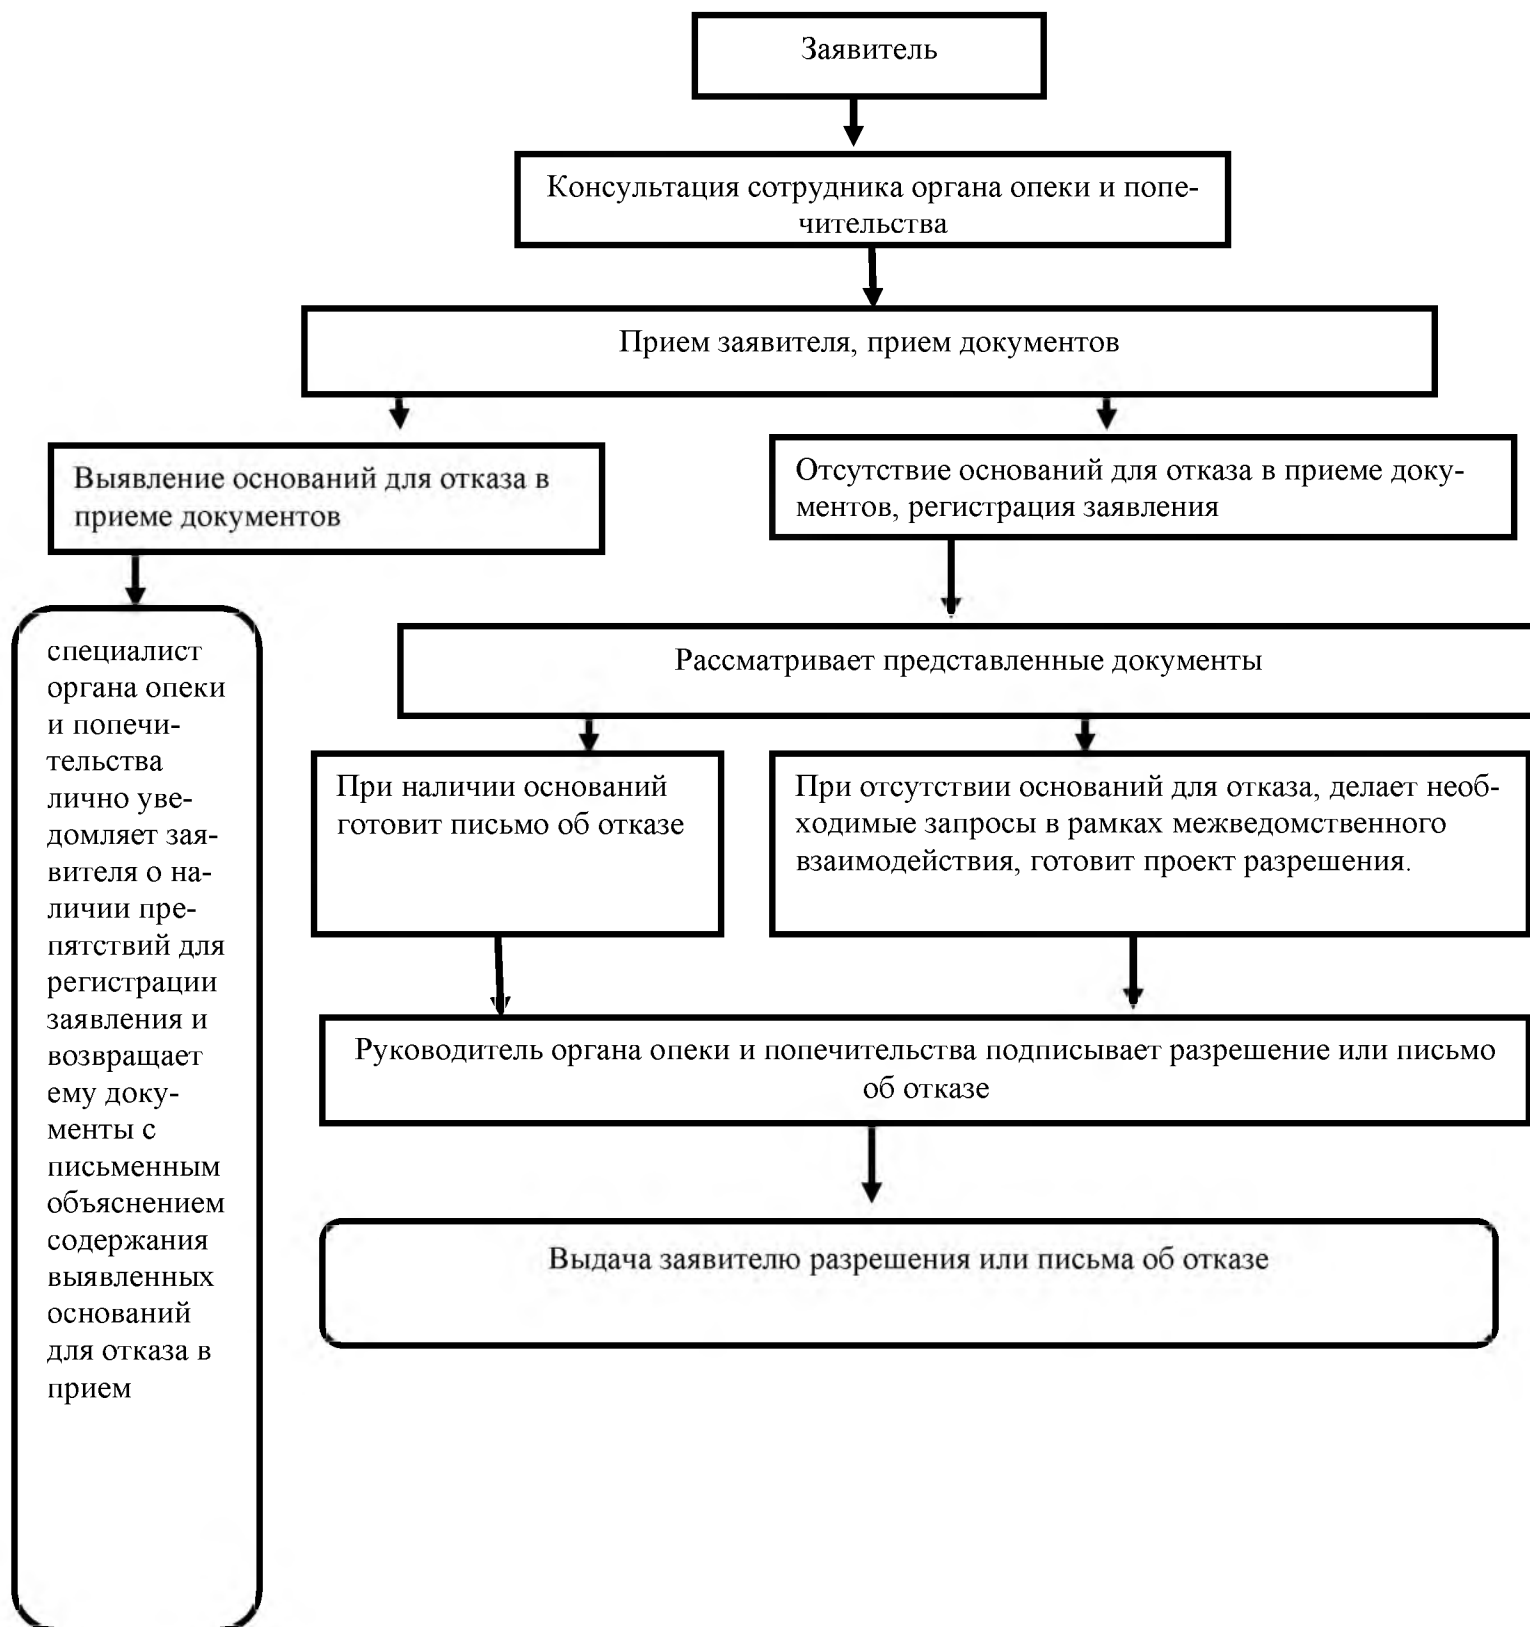 Заявитель
Консультация сотрудника органа опеки и попе-
чительства
Прием заявителя, прием документов
Выявление оснований для отказа в
приеме документов
Отсутствие оснований для отказа в приеме доку-
ментов, регистрация заявления
специалист
органа опеки
и попечи-
тельства
лично уве-
домляет зая-
вителя о на-
личии пре-
пятствий для
регистрации
заявления и
возвращает
ему доку-
менты с
письменным
объяснением
содержания
выявленных
оснований
для отказа в
прием
Рассматривает представленные документы
При наличии оснований
готовит письмо об отказе
При отсутствии оснований для отказа, делает необ-
ходимые запросы в рамках межведомственного
взаимодействия, готовит проект разрешения.
Руководитель органа опеки и попечительства подписывает разрешение или письмо
об отказе
Выдача заявителю разрешения или письма об отказе